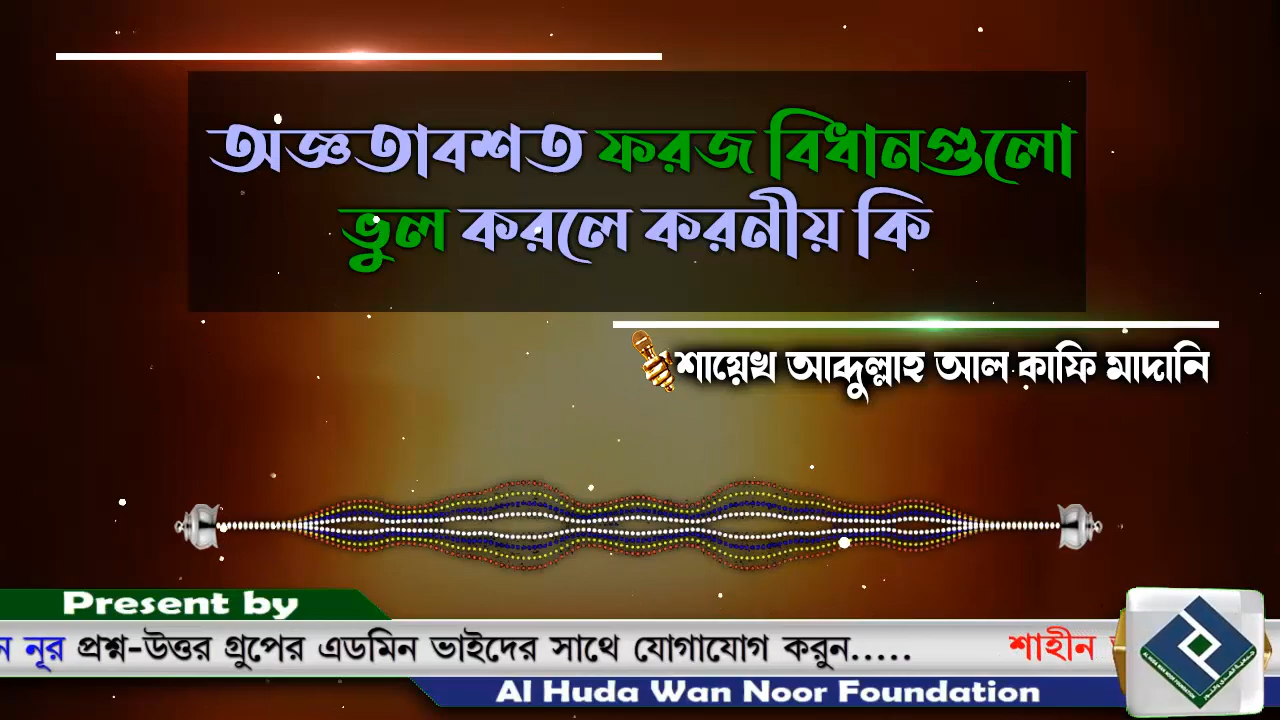 অজ্ঞতাবশত ফরজ বিধানগুলো
ভুল করলে করনীয় কি
শায়েখ আব্দুল্লাহ আল কাফি মাদানি
Present by
নূর প্রশ্ন-উত্তর গ্রুপের এডমিন ভাইদের সাথে যোগাযোগ করুন..... শাহীন
Al Huda Wan Noor Foundation